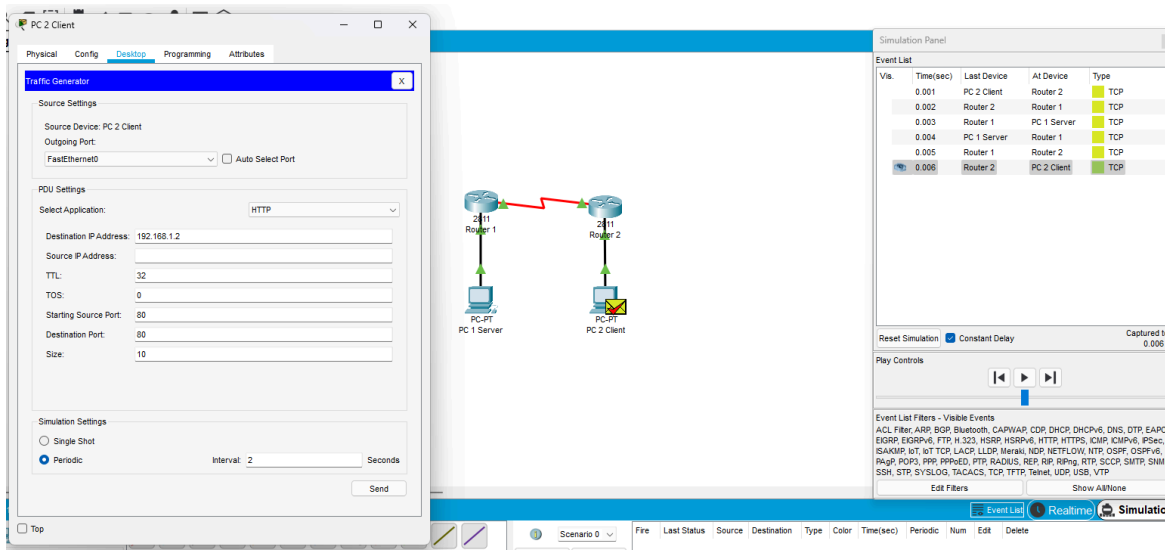 PC 2 Client
Physical Config Desktop Programming Attributes
Traffic Generator X
Source Settings
Source Device: PC 2 Client
Outgoing Port:
FastEthernet0 Auto Select Port
PDU Settings
Select Application: HTTP
Destination IP Address: 192.168.1.2
Source IP Address:
TTL: 32
TOS: 0
Starting Source Port: 80
Destination Port: 80
Size: 10
Simulation Settings
Single Shot
Periodic Interval: 2 Seconds
Send
Top
2811
Router 1
2811
Router 2
PC-PT
PC 1 Server
PC-PT
PC 2 Client
Simulation Panel
Event List
Vis. Time(sec) Last Device At Device Type
0.001 PC 2 Client Router 2 TCP
0.002 Router 2 Router 1 TCP
0.003 Router 1 PC 1 Server TCP
0.004 PC 1 Server Router 1 TCP
0.005 Router 1 Router 2 TCP
0.006 Router 2 PC 2 Client TCP
Reset Simulation Constant Delay Captured to
0.006
Play Controls
Event List Filters - Visible Events
ACL Filter, ARP, BGP, Bluetooth, CAPWAP, CDP, DHCP, DHCPv6, DNS, DTP, EAPO
EIGRP, EIGRPv6, FTP, H.323, HSRP, HSRPv6, HTTP, HTTPS, ICMP, ICMPv6, IPSec,
ISAKMP, IoT, IoT TCP, LACP, LLDP, Meraki, NDP, NETFLOW, NTP, OSPF, OSPFv6,
PAgP, POP3, PPP, PPPoED, PTP, RADIUS, REP, RIP, RIPng, RTP, SCCP, SMTP, SNM
SSH, STP, SYSLOG, TACACS, TCP, TFTP, Telnet, UDP, USB, VTP
Edit Filters Show All/None
Event List Realtime Simulatio
Scenario 0 Fire Last Status Source Destination Type Color Time(sec) Periodic Num Edit Delete